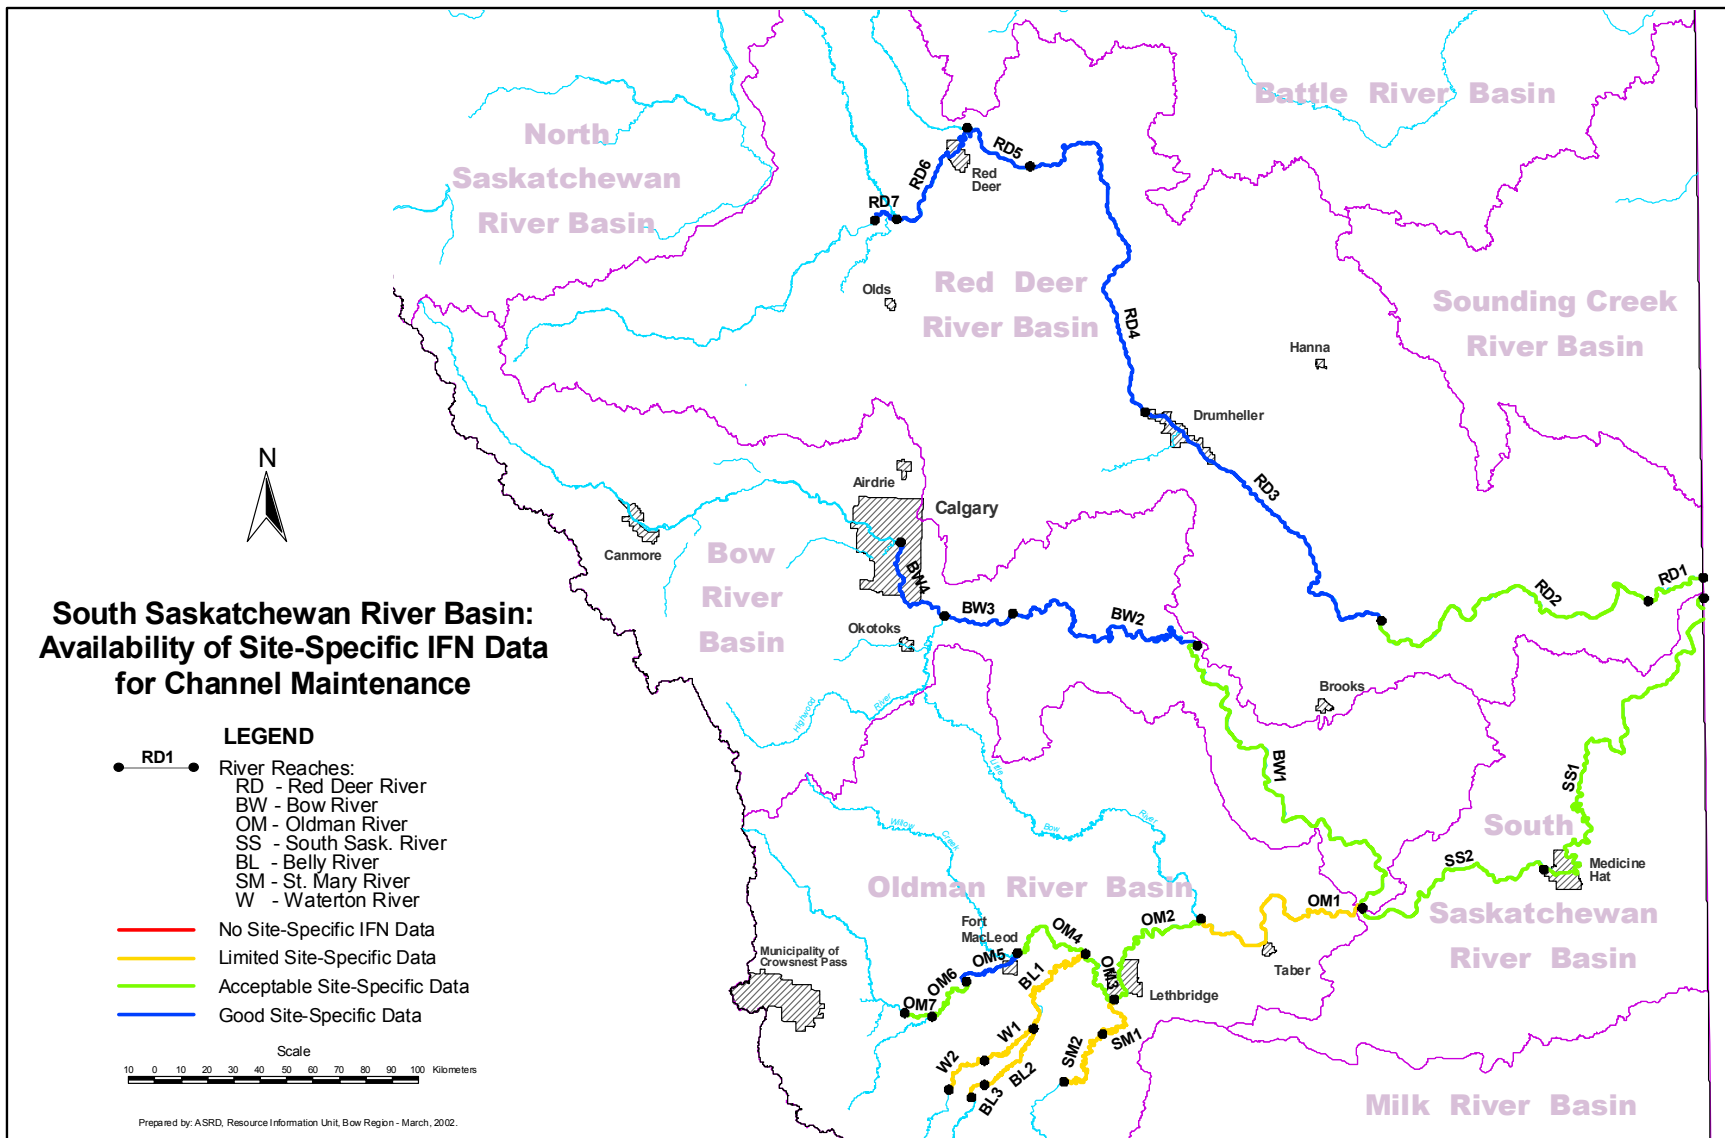 Battle River Basin
North
Saskatchewan
River Basin
RD5
RD6
Red
Deer
RD7
Red Deer
River Basin
Olds
RD4
Sounding Creek
River Basin
Hanna
Drumheller
N
Airdrie
Calgary
RD3
Canmore
Bow
River
Basin
BW4
BW3
BW2
RD2
RD1
Okotoks
Highwood
River
Brooks
South Saskatchewan River Basin:
Availability of Site-Specific IFN Data
for Channel Maintenance
LEGEND
RD1
River Reaches:
RD - Red Deer River
BW - Bow River
OM - Oldman River
SS - South Sask. River
BL - Belly River
SM - St. Mary River
W - Waterton River
No Site-Specific IFN Data
Limited Site-Specific Data
Acceptable Site-Specific Data
Good Site-Specific Data
Scale
10 0 10 20 30 40 50 60 70 80 90 100 Kilometers
Prepared by: ASRD, Resource Information Unit, Bow Region - March, 2002.
Little
Bow
River
Willow
Creek
BW1
SS1
South
Saskatchewan
River Basin
SS2
Medicine
Hat
Oldman River Basin
OM1
OM2
Fort
MacLeod
OM4
OM5
OM3
OM6
OM7
Municipality of
Crowsnest Pass
Taber
Lethbridge
BL1
W1
W2
BL2
BL3
SM1
SM2
Milk River Basin